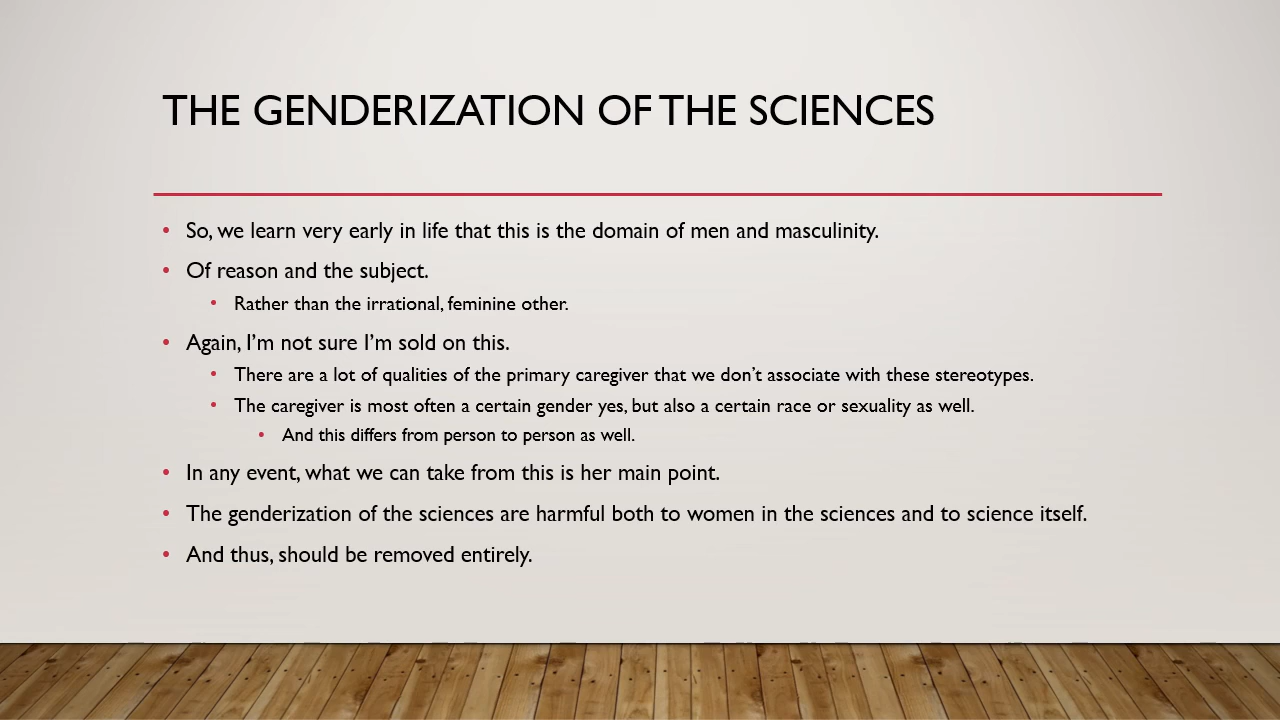 THE GENDERIZATION OF THE SCIENCES
• So, we learn very early in life that this is the domain of men and masculinity.
• Of reason and the subject.
• Rather than the irrational, feminine other.
• Again, I’m not sure I’m sold on this.
• There are a lot of qualities of the primary caregiver that we don’t associate with these stereotypes.
• The caregiver is most often a certain gender yes, but also a certain race or sexuality as well.
• And this differs from person to person as well.
• In any event, what we can take from this is her main point.
• The genderization of the sciences are harmful both to women in the sciences and to science itself.
• And thus, should be removed entirely.